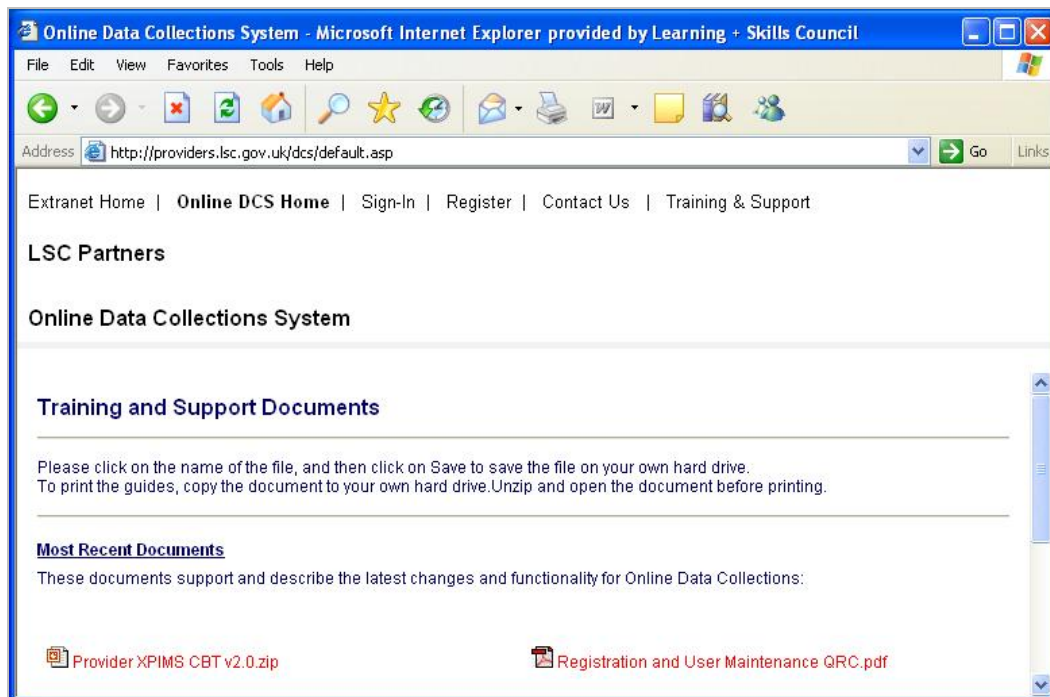 Online Data Collections System - Microsoft Internet Explorer provided by Learning + Skills Council
File Edit View Favorites Tools Help
W
Address http://providers.lsc.gov.uk/dcs/default.asp Go Links
Extranet Home | Online DCS Home | Sign-In | Register | Contact Us | Training & Support
LSC Partners
Online Data Collections System
Training and Support Documents
Please click on the name of the file, and then click on Save to save the file on your own hard drive.
To print the guides, copy the document to your own hard drive.Unzip and open the document before printing.
Most Recent Documents
These documents support and describe the latest changes and functionality for Online Data Collections:
Provider XPIMS CBT v2.0.zip Registration and User Maintenance QRC.pdf